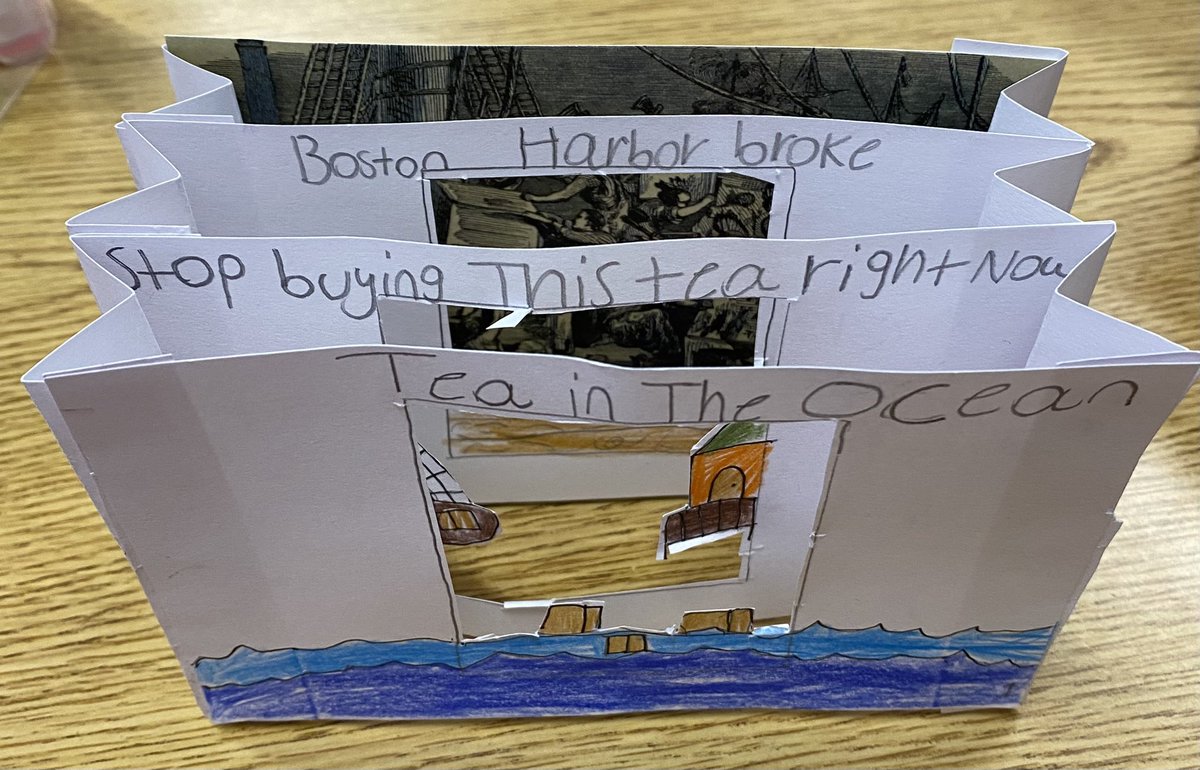 Boston Harbor broke
Stop buying This tea right Now
Tea in The Ocean